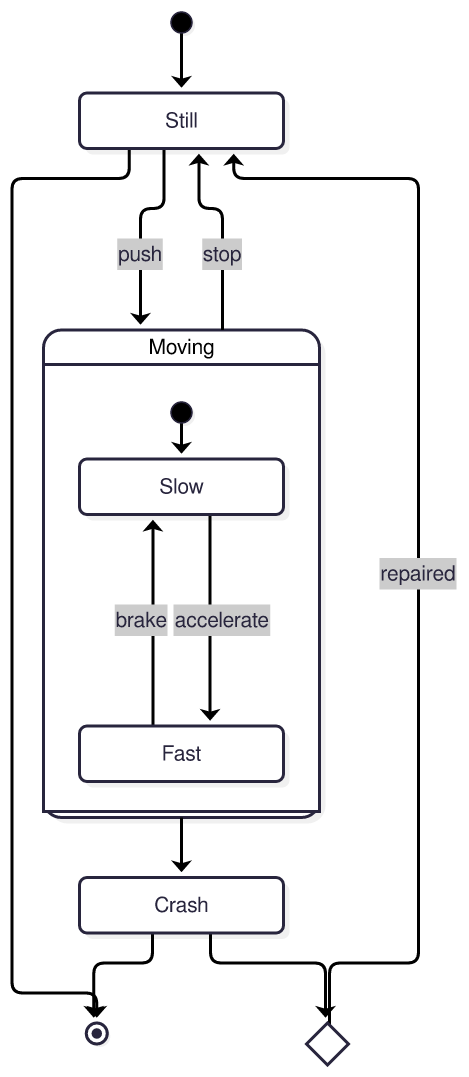 Still
push
stop
Moving
Slow
repaired
brake
accelerate
Fast
Crash